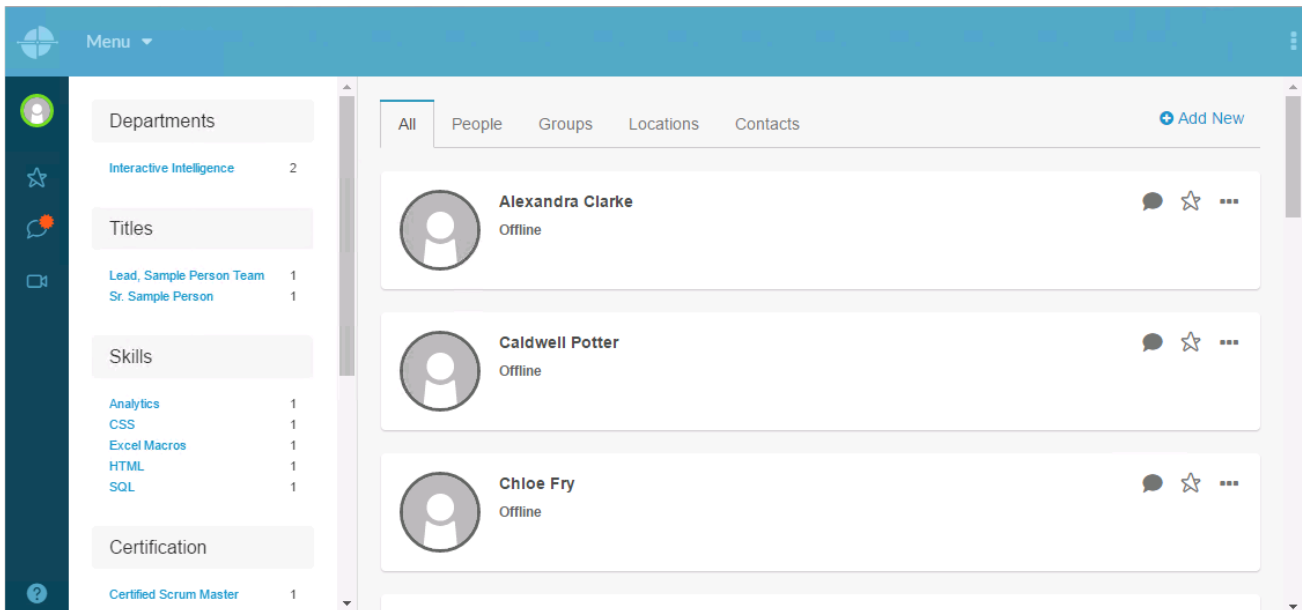 Menu
Departments
Interactive Intelligence 2
Titles
Lead, Sample Person Team 1
Sr. Sample Person 1
Skills
Analytics 1
CSS 1
Excel Macros 1
HTML 1
SQL 1
Certification
Certified Scrum Master 1
All People Groups Locations Contacts
Add New
Alexandra Clarke
Offline
Caldwell Potter
Offline
Chloe Fry
Offline